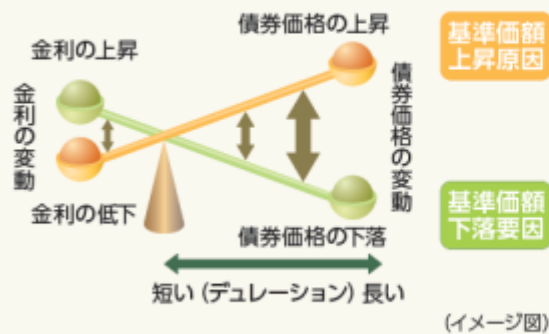 債券価格の上昇
金利の上昇
基準価額
上昇原因
金利の変動
債券価格の変動
金利の低下
債券価格の下落
基準価額
下落要因
短い（デュレーション）長い
(イメージ図)